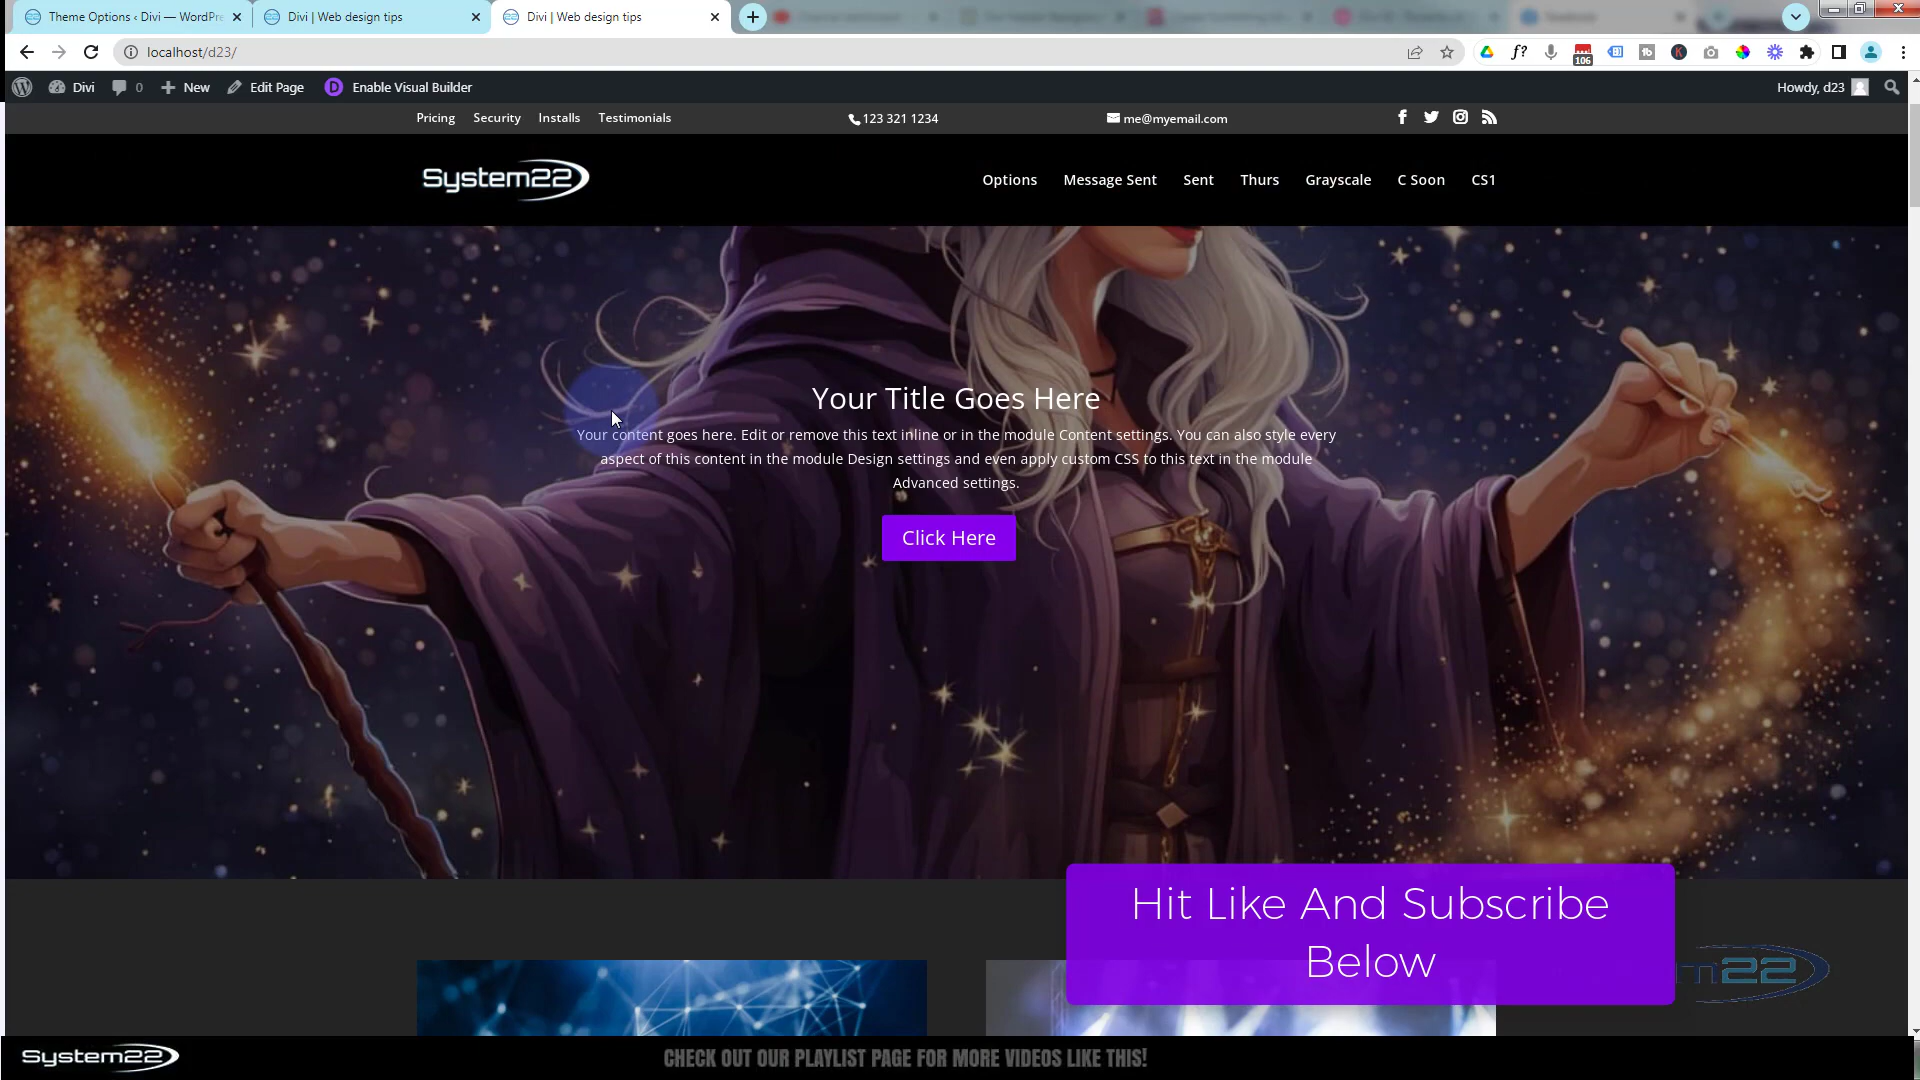 Theme Options ‹ Divi — WordPre
Divi | Web design tips
Divi | Web design tips
localhost/d23/
106
Divi
0
New
Edit Page
D
Enable Visual Builder
Howdy, d23
Pricing
Security
Installs
Testimonials
123 321 1234
me@myemail.com
System22
Options
Message Sent
Sent
Thurs
Grayscale
C Soon
CS1
Your Title Goes Here
Your content goes here. Edit or remove this text inline or in the module Content settings. You can also style every
aspect of this content in the module Design settings and even apply custom CSS to this text in the module
Advanced settings.
Click Here
Hit Like And Subscribe
Below
m22
System22
CHECK OUT OUR PLAYLIST PAGE FOR MORE VIDEOS LIKE THIS!